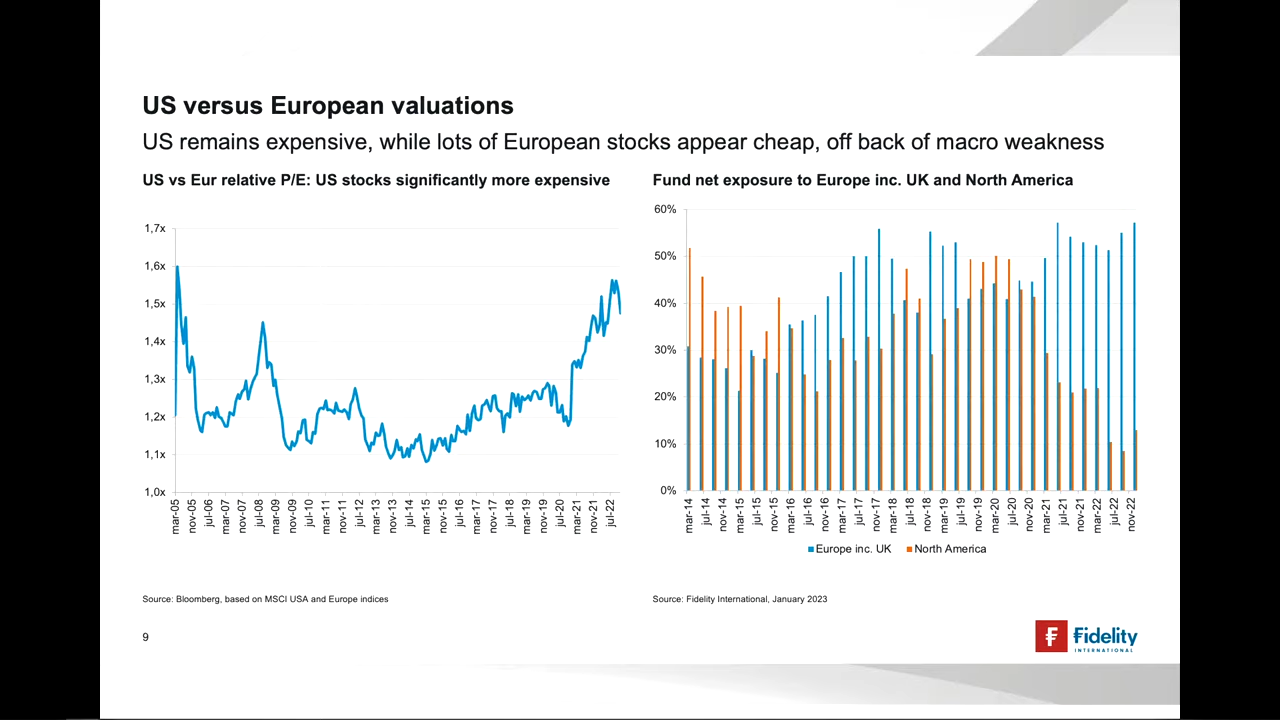 US versus European valuations
US remains expensive, while lots of European stocks appear cheap, off back of macro weakness
US vs Eur relative P/E: US stocks significantly more expensive
1,7x
1,6x
1,5x
1,4x
1,3x
1,2x
1,1x
1,0x
mar-05
nov-05
jul-06
mar-07
nov-07
jul-08
mar-09
nov-09
jul-10
mar-11
nov-11
jul-12
mar-13
nov-13
jul-14
mar-15
nov-15
jul-16
mar-17
nov-17
jul-18
mar-19
nov-19
jul-20
mar-21
nov-21
jul-22
Source: Bloomberg, based on MSCI USA and Europe indices
Fund net exposure to Europe inc. UK and North America
60%
50%
40%
30%
20%
10%
0%
mar-14
jul-14
nov-14
mar-15
jul-15
nov-15
mar-16
jul-16
nov-16
mar-17
jul-17
nov-17
mar-18
jul-18
nov-18
mar-19
jul-19
nov-19
mar-20
jul-20
nov-20
mar-21
jul-21
nov-21
mar-22
jul-22
nov-22
Europe inc. UK
North America
Source: Fidelity International, January 2023
9
Fidelity
INTERNATIONAL